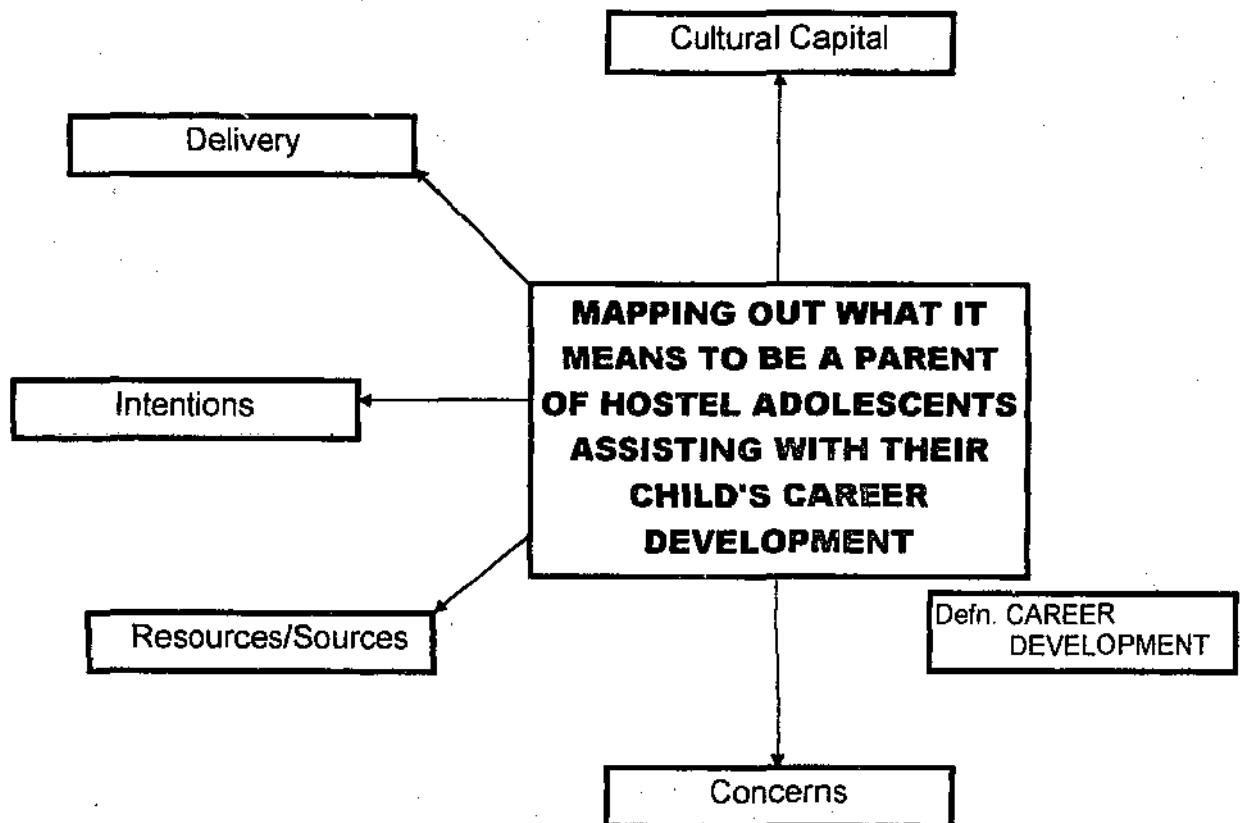 Cultural Capital
Delivery
MAPPING OUT WHAT IT
MEANS TO BE A PARENT
OF HOSTEL ADOLESCENTS
ASSISTING WITH THEIR
CHILD'S CAREER
DEVELOPMENT
Intentions
Resources/Sources
Defn. CAREER
DEVELOPMENT
Concerns